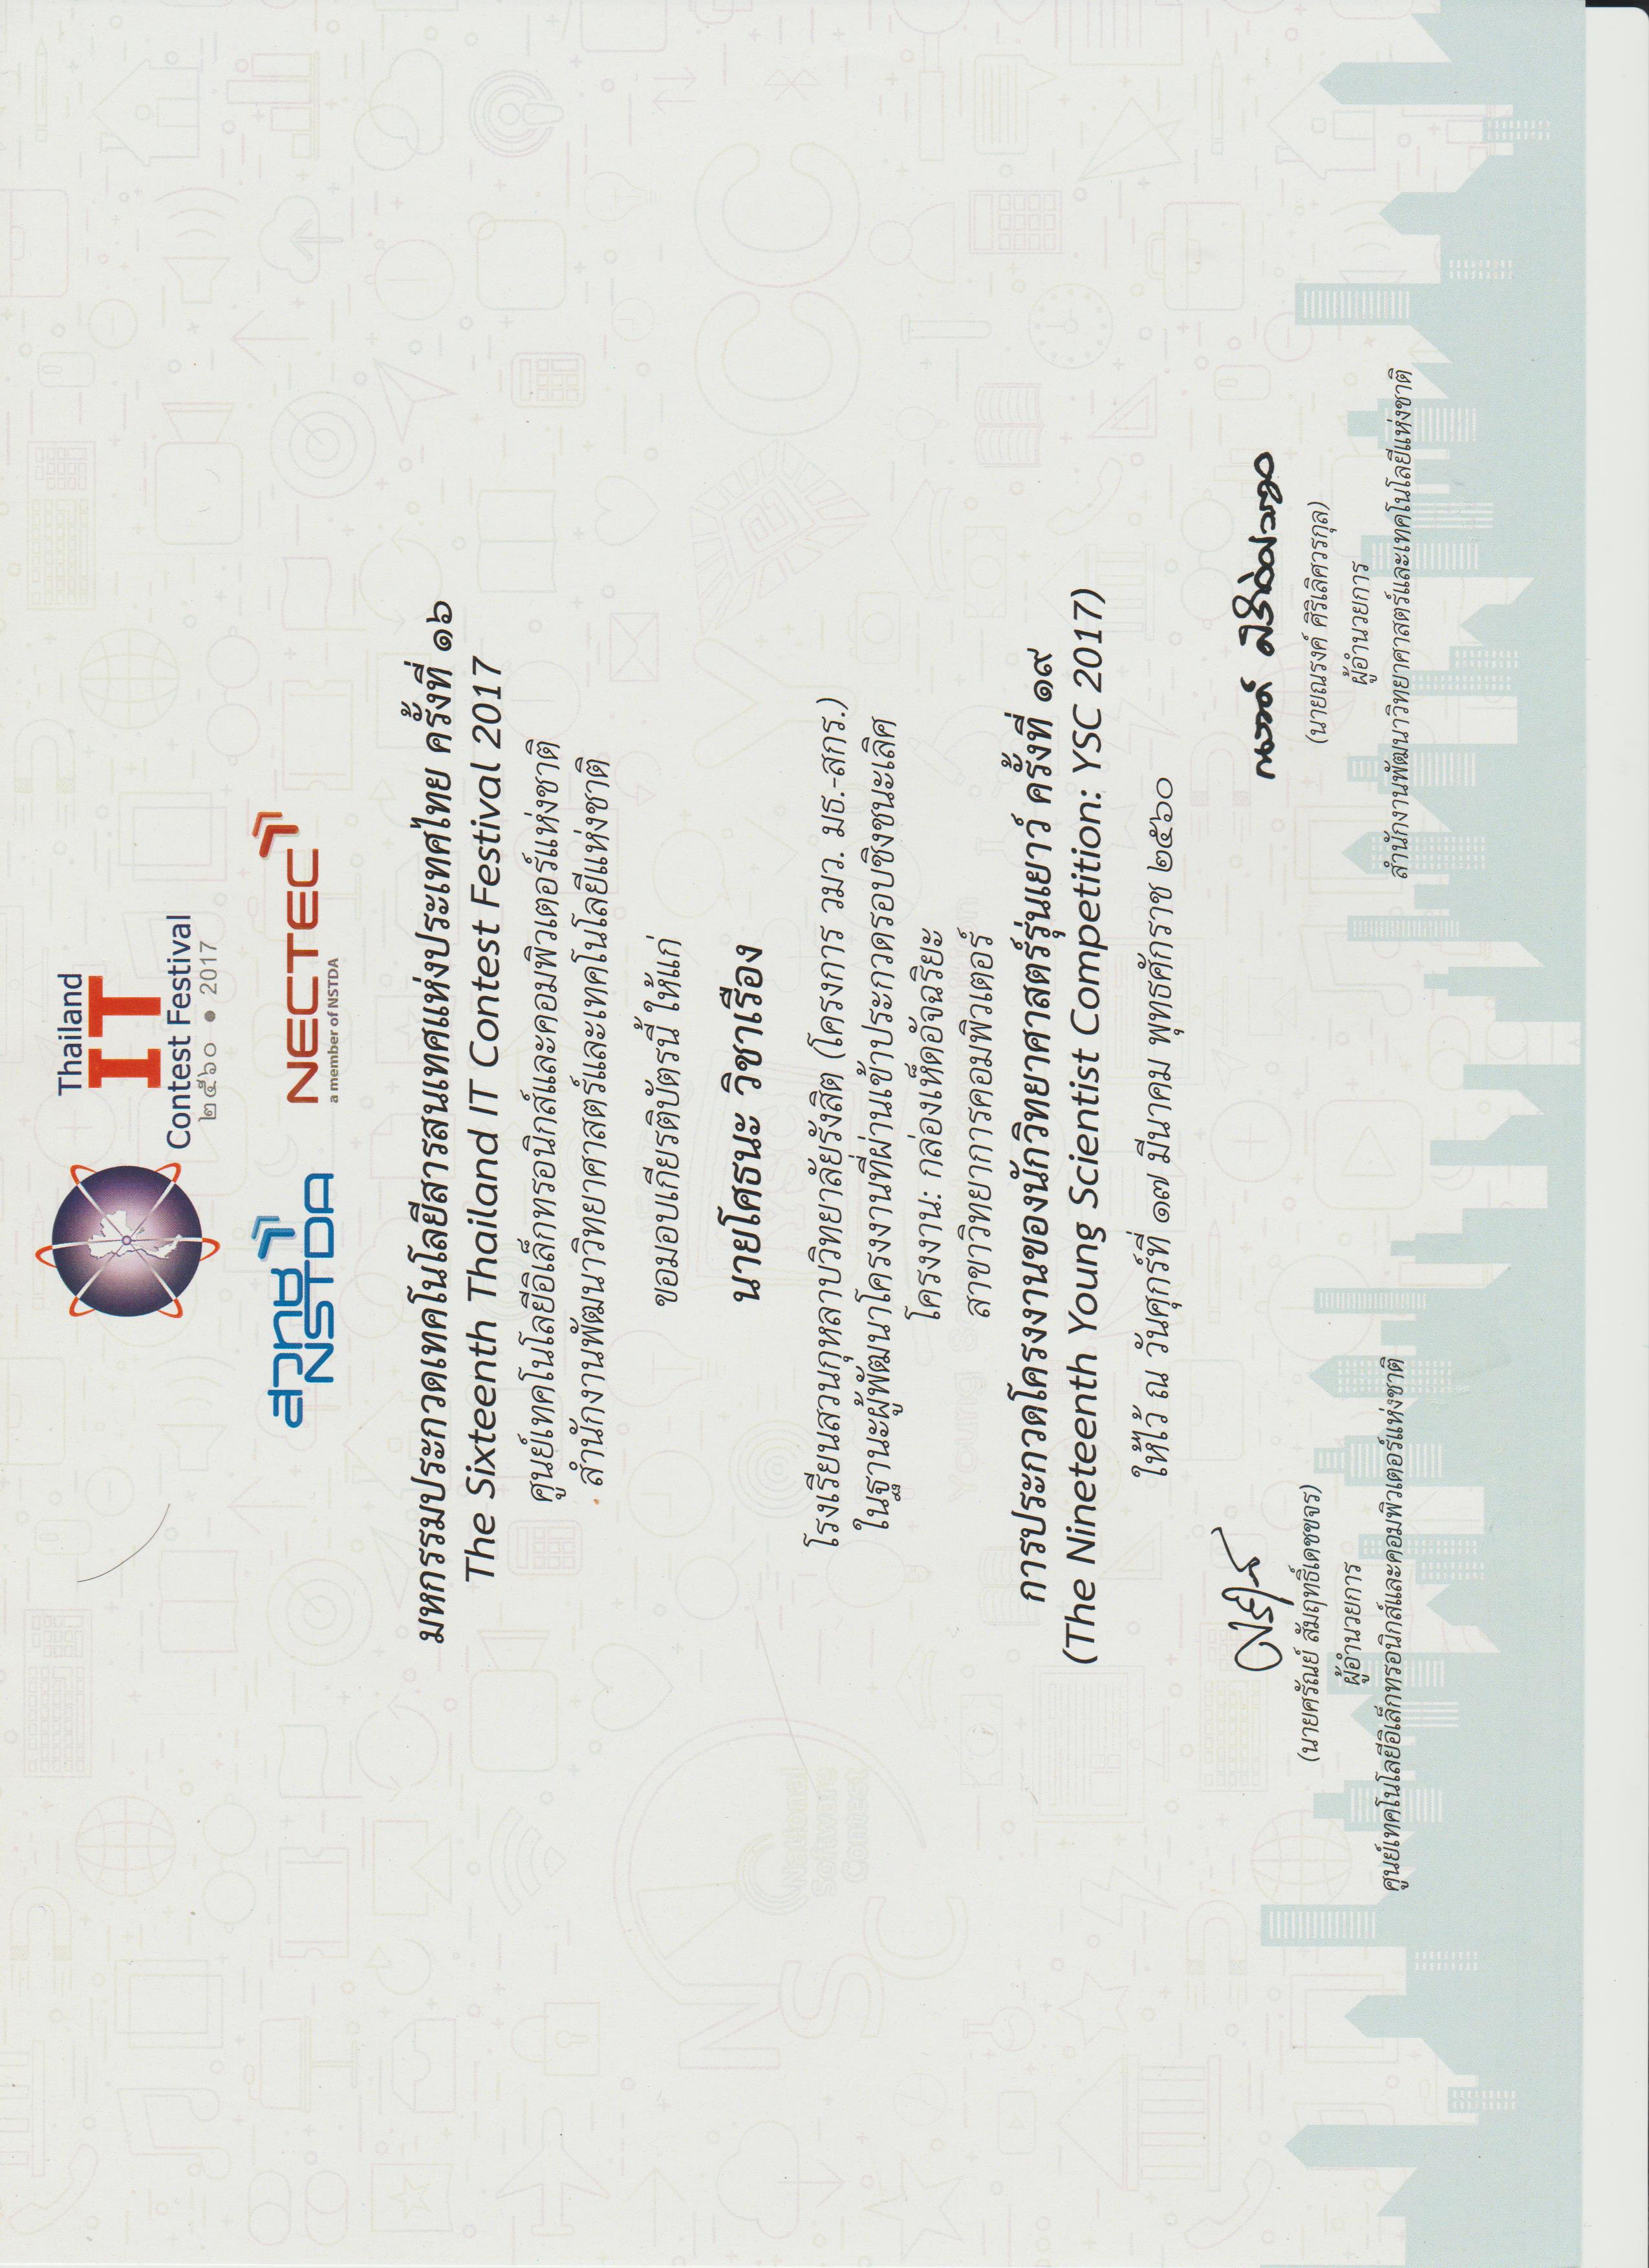 Thailand
IT
Contest Festival
๒๕๖๐ • 2017
สวทช
NSTDA
NECTEC
a member of NSTDA
มหกรรมประกวดเทคโนโลยีสารสนเทศแห่งประเทศไทย ครั้งที่ ๑๖
The Sixteenth Thailand IT Contest Festival 2017
ศูนย์เทคโนโลยีอิเล็กทรอนิกส์และคอมพิวเตอร์แห่งชาติ
สำนักงานพัฒนาวิทยาศาสตร์และเทคโนโลยีแห่งชาติ
ขอมอบเกียรติบัตรนี้ ให้แก่
นายโศธนะ วิชาเรือง
โรงเรียนสวนกุหลาบวิทยาลัยรังสิต (โครงการ วมว. มธ.-สกร.)
ในฐานะผู้พัฒนาโครงงานที่ผ่านเข้าประกวดรอบชิงชนะเลิศ
โครงงาน: กล่องเห็ดอัจฉริยะ
สาขาวิทยาการคอมพิวเตอร์
การประกวดโครงงานของนักวิทยาศาสตร์รุ่นเยาว์ ครั้งที่ ๑๙
(The Nineteenth Young Scientist Competition: YSC 2017)
ให้ไว้ ณ วันศุกร์ที่ ๑๗ มีนาคม พุทธศักราช ๒๕๖๐
(นายศรัณย์ สัมฤทธิ์เดชขจร)
ผู้อำนวยการ
ศูนย์เทคโนโลยีอิเล็กทรอนิกส์และคอมพิวเตอร์แห่งชาติ
(นายณรงค์ ศิริเลิศวรกุล)
ผู้อำนวยการ
สำนักงานพัฒนาวิทยาศาสตร์และเทคโนโลยีแห่งชาติ
NSC
National
Software
Contest
YSC
Young Scientist Competition